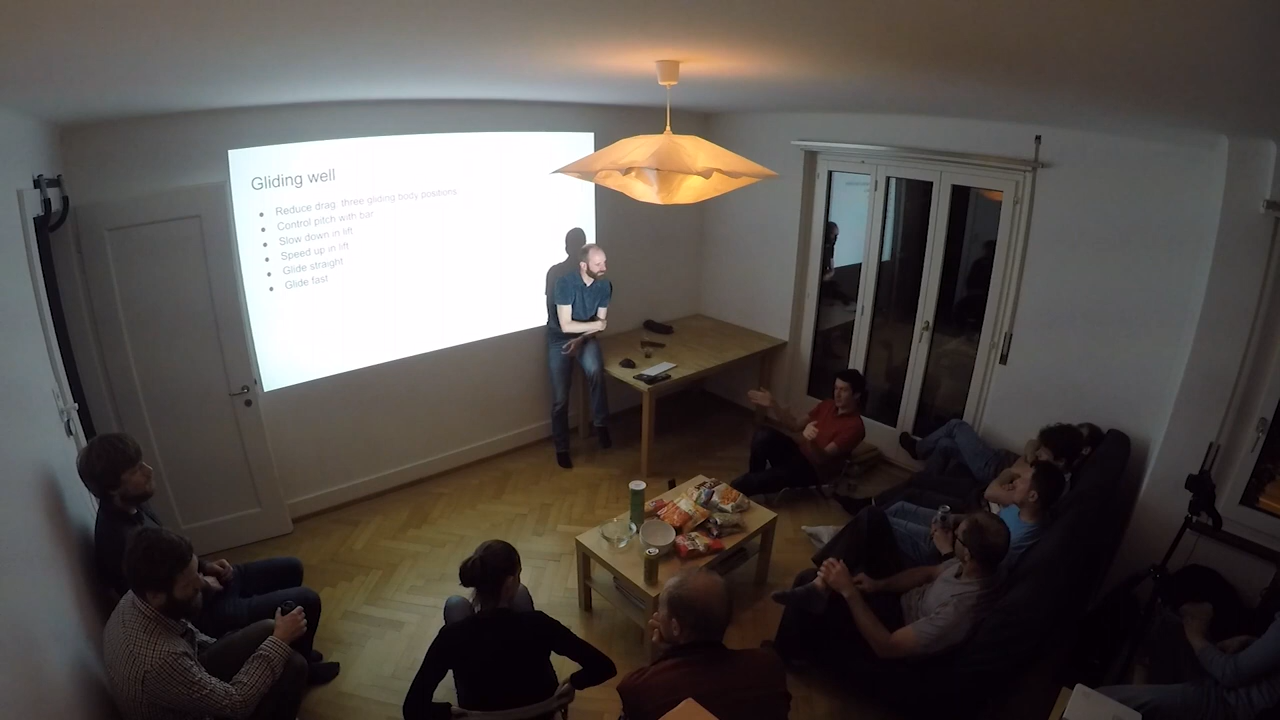 Gliding well
• Reduce drag: three gliding body positions
• Control pitch with bar
• Slow down in lift
• Speed up in lift
• Glide straight
• Glide fast